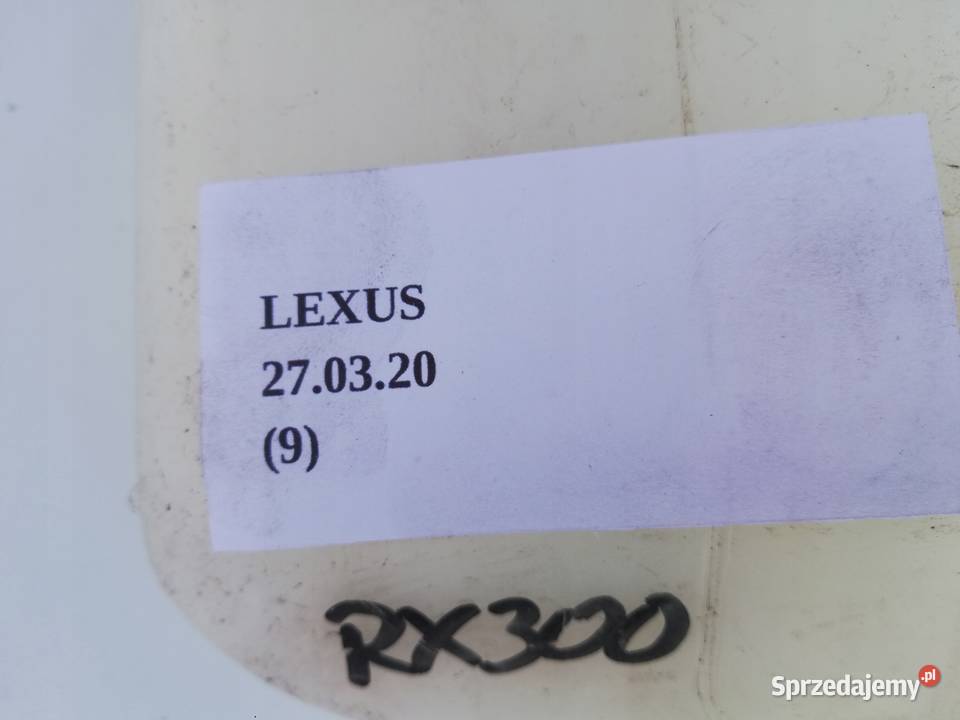 LEXUS
27.03.20
(9)
RX300
Sprzedajemy.pl